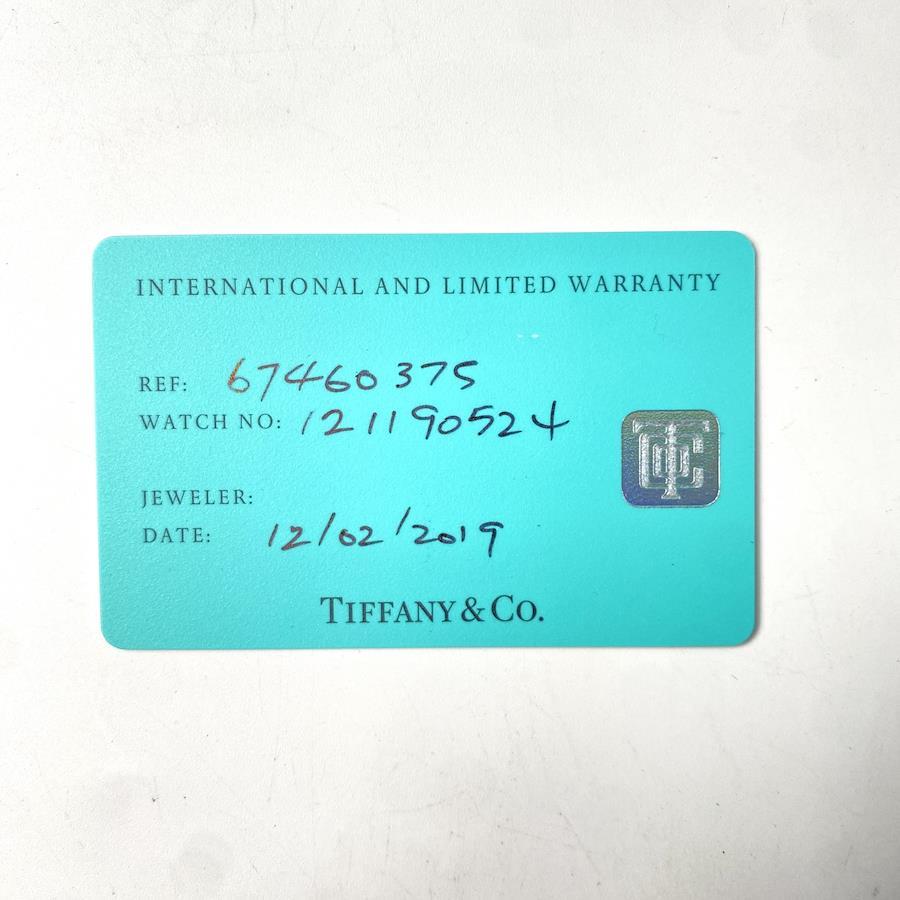 INTERNATIONAL AND LIMITED WARRANTY
REF: 67460375
WATCH NO: 121190524
JEWELER:
DATE: 12/02/2019
TIFFANY & CO.